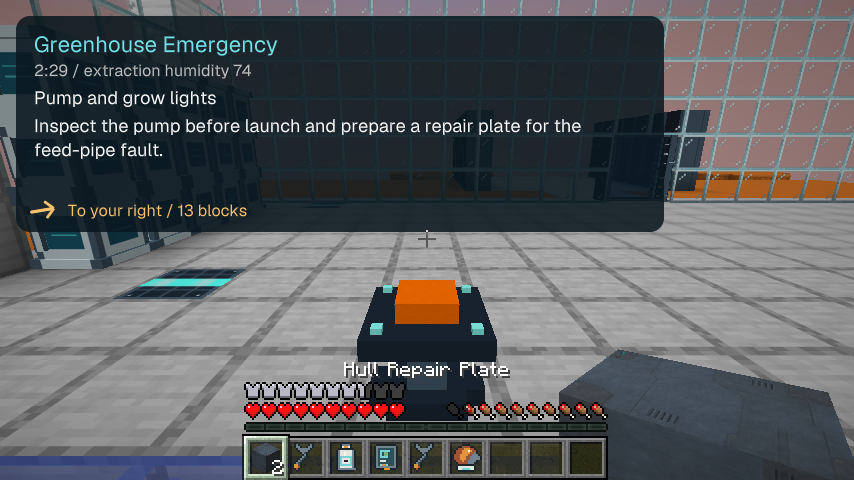 Greenhouse Emergency
2:29 / extraction humidity 74
Pump and grow lights
Inspect the pump before launch and prepare a repair plate for the
feed-pipe fault.
To your right / 13 blocks
Hull Repair Plate
2